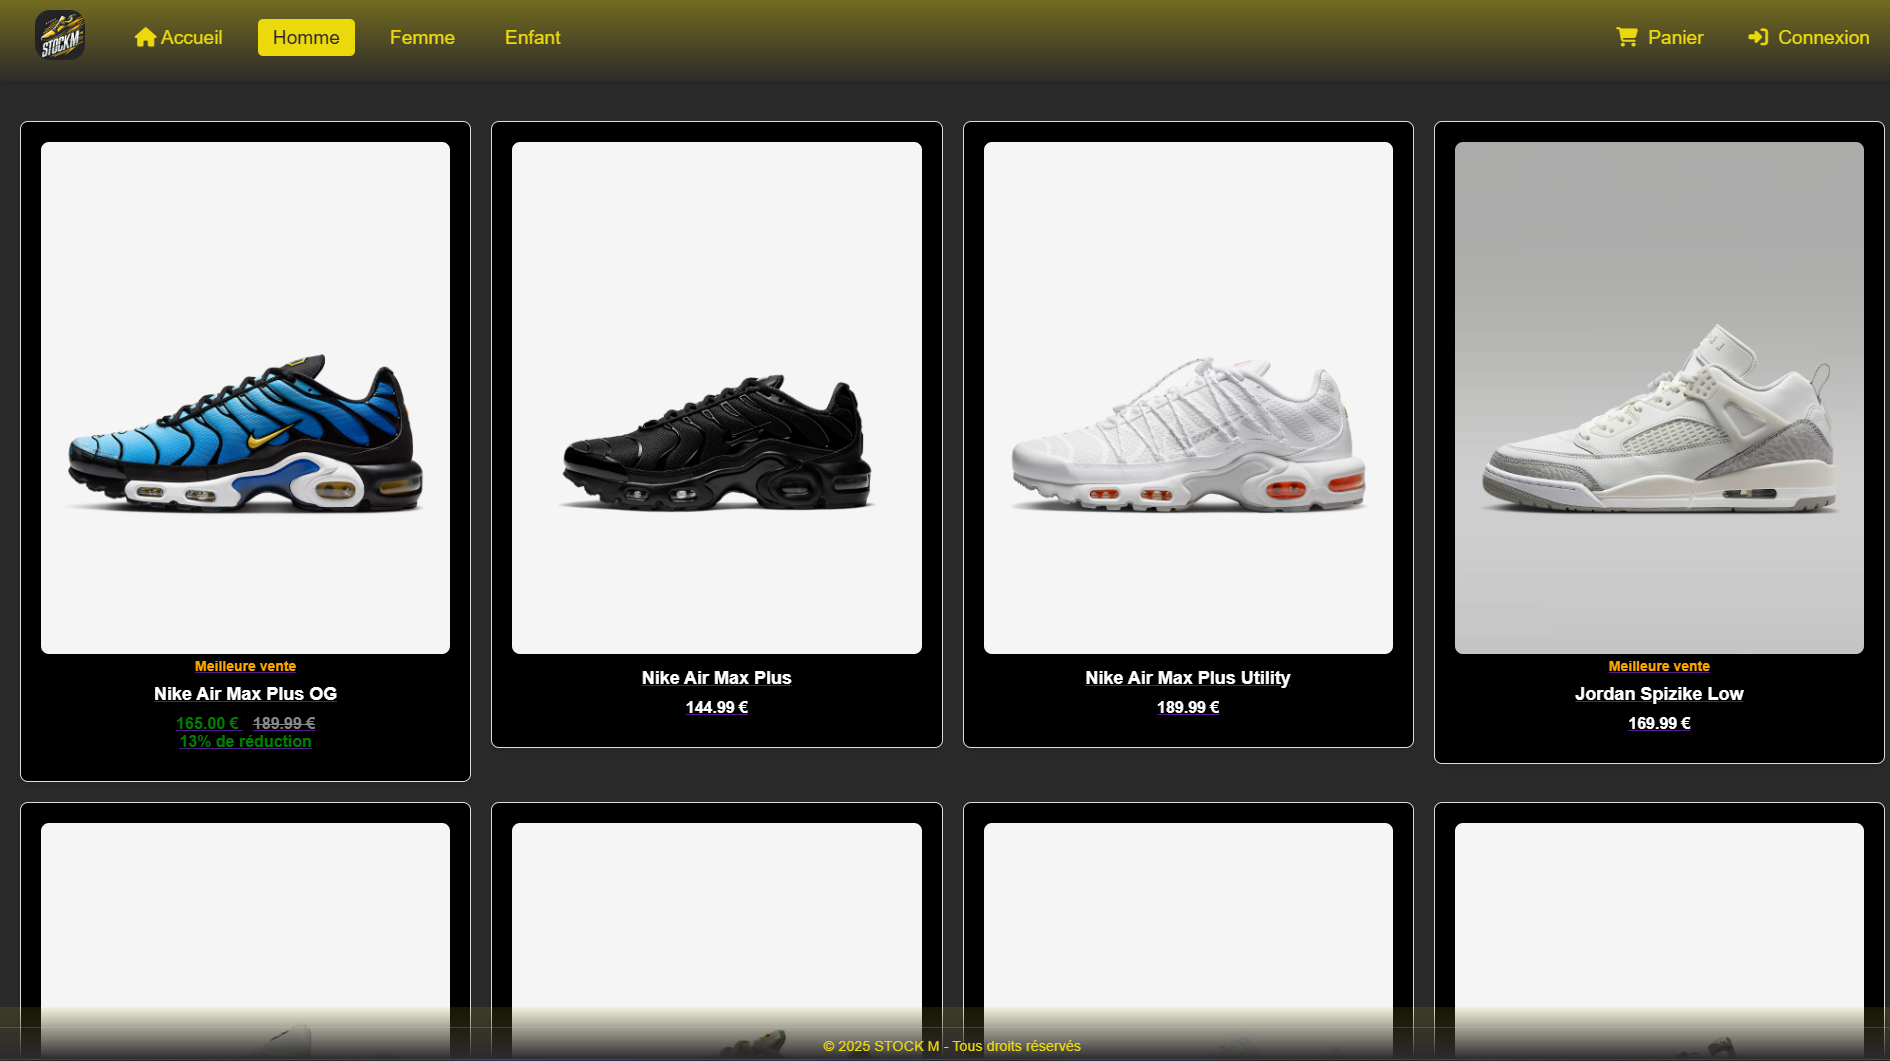 STOCKM
Accueil
Homme
Femme
Enfant
Panier
Connexion
Meilleure vente
Nike Air Max Plus OG
165.00 € 189.99 €
13% de réduction
Nike Air Max Plus
144.99 €
Nike Air Max Plus Utility
189.99 €
Meilleure vente
Jordan Spizike Low
169.99 €
© 2025 STOCK M - Tous droits réservés